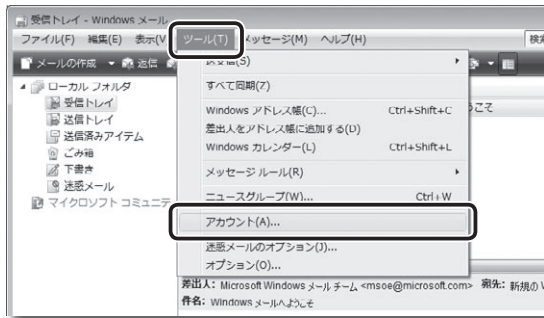 受信トレイ - Windows メール
ファイル(F) 編集(E) 表示(V ツール(T) メッセージ(M) ヘルプ(H) 検索
メールの作成 返信
送受信(S)
ローカル フォルダ すべて同期(Z)
受信トレイ Windows アドレス帳(C)... Ctrl+Shift+C うこそ
送信トレイ 差出人をアドレス帳に追加する(D)
送信済みアイテム Windows カレンダー(L) Ctrl+Shift+L
ごみ箱
下書き メッセージ ルール(R)
迷惑メール
マイクロソフト コミュニテ ニュースグループ(W)... Ctrl+W
アカウント(A)...
迷惑メールのオプション(J)...
オプション(O)...
差出人: Microsoft Windows メール チーム <msoe@microsoft.com> 宛先: 新規の W
件名: Windows メールへようこそ